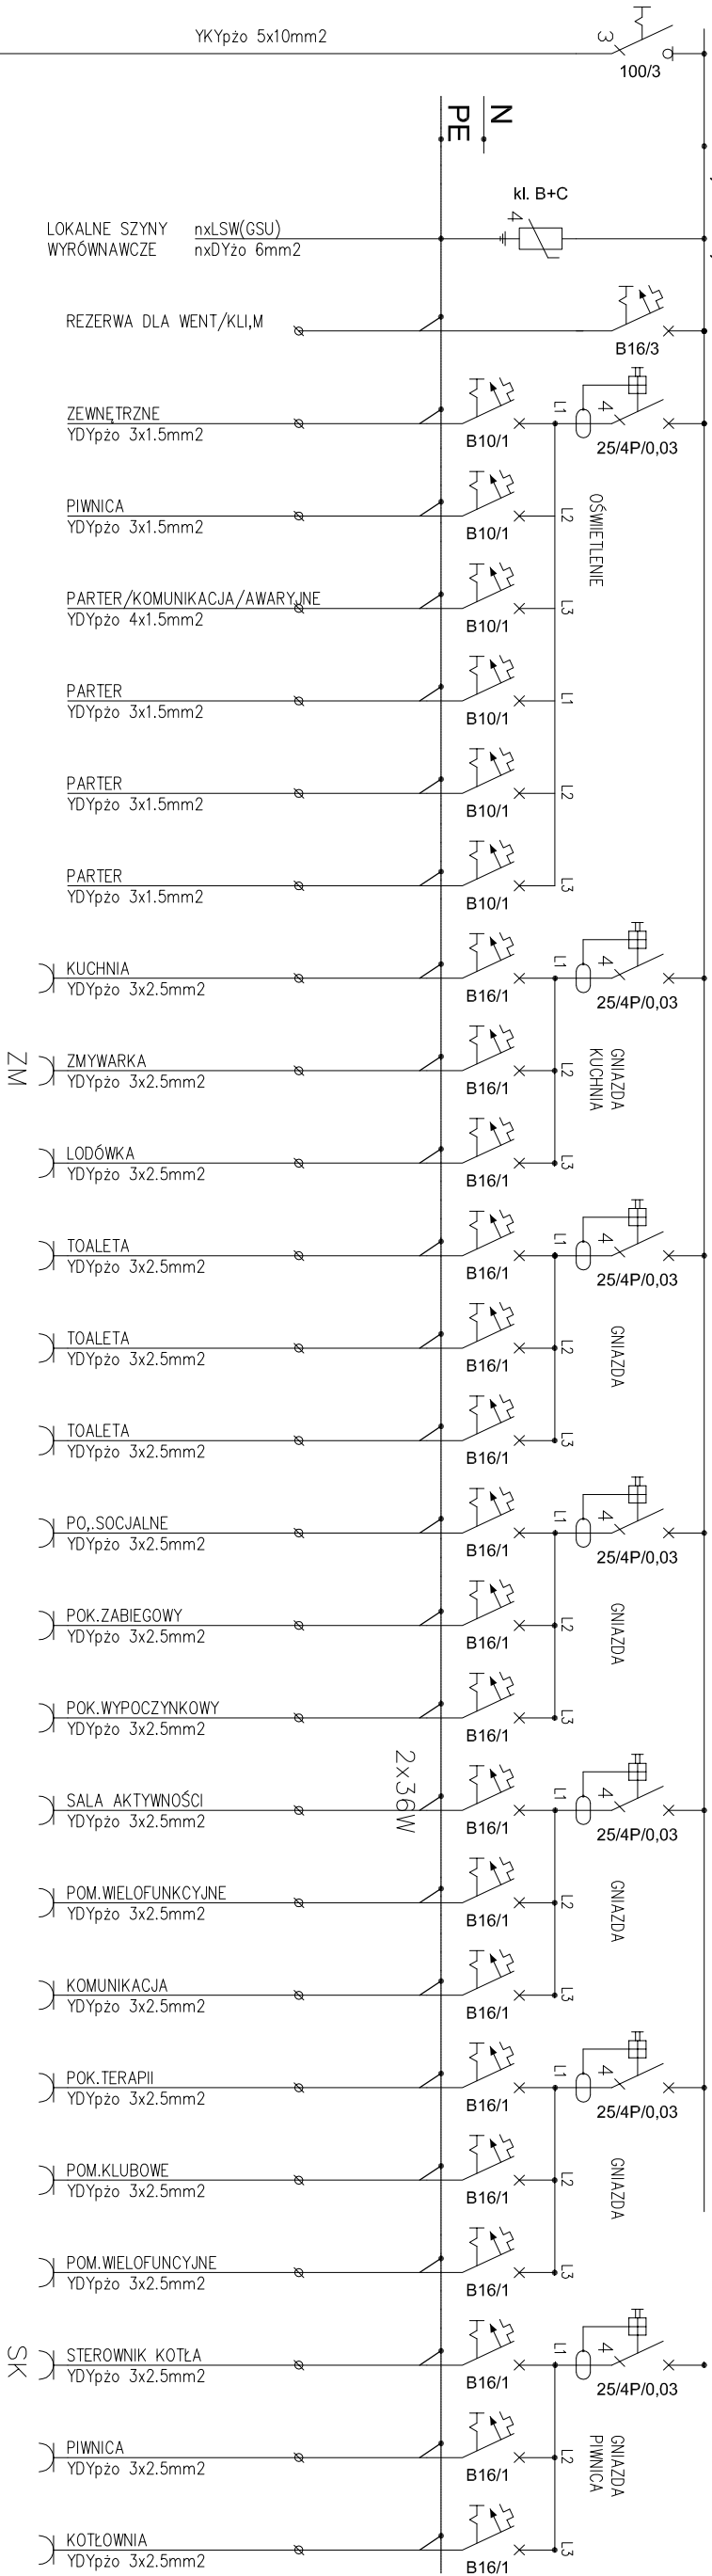 YKYpżo 5x10mm2
3
100/3
N
PE
kl. B+C
4
LOKALNE SZYNY nxLSW(GSU)
WYRÓWNAWCZE nxDYżo 6mm2
REZERWA DLA WENT/KLI,M
B16/3
ZEWNĘTRZNE
YDYpżo 3x1.5mm2
B10/1
L1
4
25/4P/0,03
PIWNICA
YDYpżo 3x1.5mm2
B10/1
L2
OŚWIETLENIE
PARTER/KOMUNIKACJA/AWARYJNE
YDYpżo 4x1.5mm2
B10/1
L3
PARTER
YDYpżo 3x1.5mm2
B10/1
L1
PARTER
YDYpżo 3x1.5mm2
B10/1
L2
PARTER
YDYpżo 3x1.5mm2
B10/1
L3
KUCHNIA
YDYpżo 3x2.5mm2
B16/1
L1
4
25/4P/0,03
ZM
ZMYWARKA
YDYpżo 3x2.5mm2
B16/1
L2
GNIAZDA
KUCHNIA
LODÓWKA
YDYpżo 3x2.5mm2
B16/1
L3
TOALETA
YDYpżo 3x2.5mm2
B16/1
L1
4
25/4P/0,03
TOALETA
YDYpżo 3x2.5mm2
B16/1
L2
GNIAZDA
TOALETA
YDYpżo 3x2.5mm2
B16/1
L3
PO,.SOCJALNE
YDYpżo 3x2.5mm2
B16/1
L1
4
25/4P/0,03
POK.ZABIEGOWY
YDYpżo 3x2.5mm2
B16/1
L2
GNIAZDA
POK.WYPOCZYNKOWY
YDYpżo 3x2.5mm2
B16/1
L3
2x36W
SALA AKTYWNOŚCI
YDYpżo 3x2.5mm2
B16/1
L1
4
25/4P/0,03
POM.WIELOFUNKCYJNE
YDYpżo 3x2.5mm2
B16/1
L2
GNIAZDA
KOMUNIKACJA
YDYpżo 3x2.5mm2
B16/1
L3
POK.TERAPII
YDYpżo 3x2.5mm2
B16/1
L1
4
25/4P/0,03
POM.KLUBOWE
YDYpżo 3x2.5mm2
B16/1
L2
GNIAZDA
POM.WIELOFUNCYJNE
YDYpżo 3x2.5mm2
B16/1
L3
SK
STEROWNIK KOTŁA
YDYpżo 3x2.5mm2
B16/1
L1
4
25/4P/0,03
PIWNICA
YDYpżo 3x2.5mm2
B16/1
L2
GNIAZDA
PIWNICA
KOTŁOWNIA
YDYpżo 3x2.5mm2
B16/1
L3